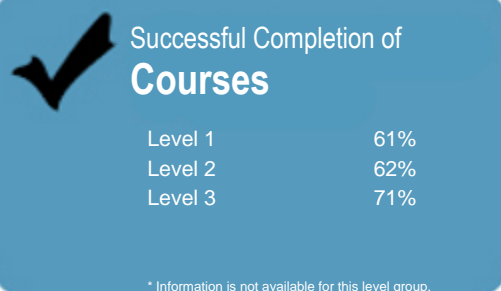 Successful Completion of
Courses
Level 1 61%
Level 2 62%
Level 3 71%
* Information is not available for this level group.